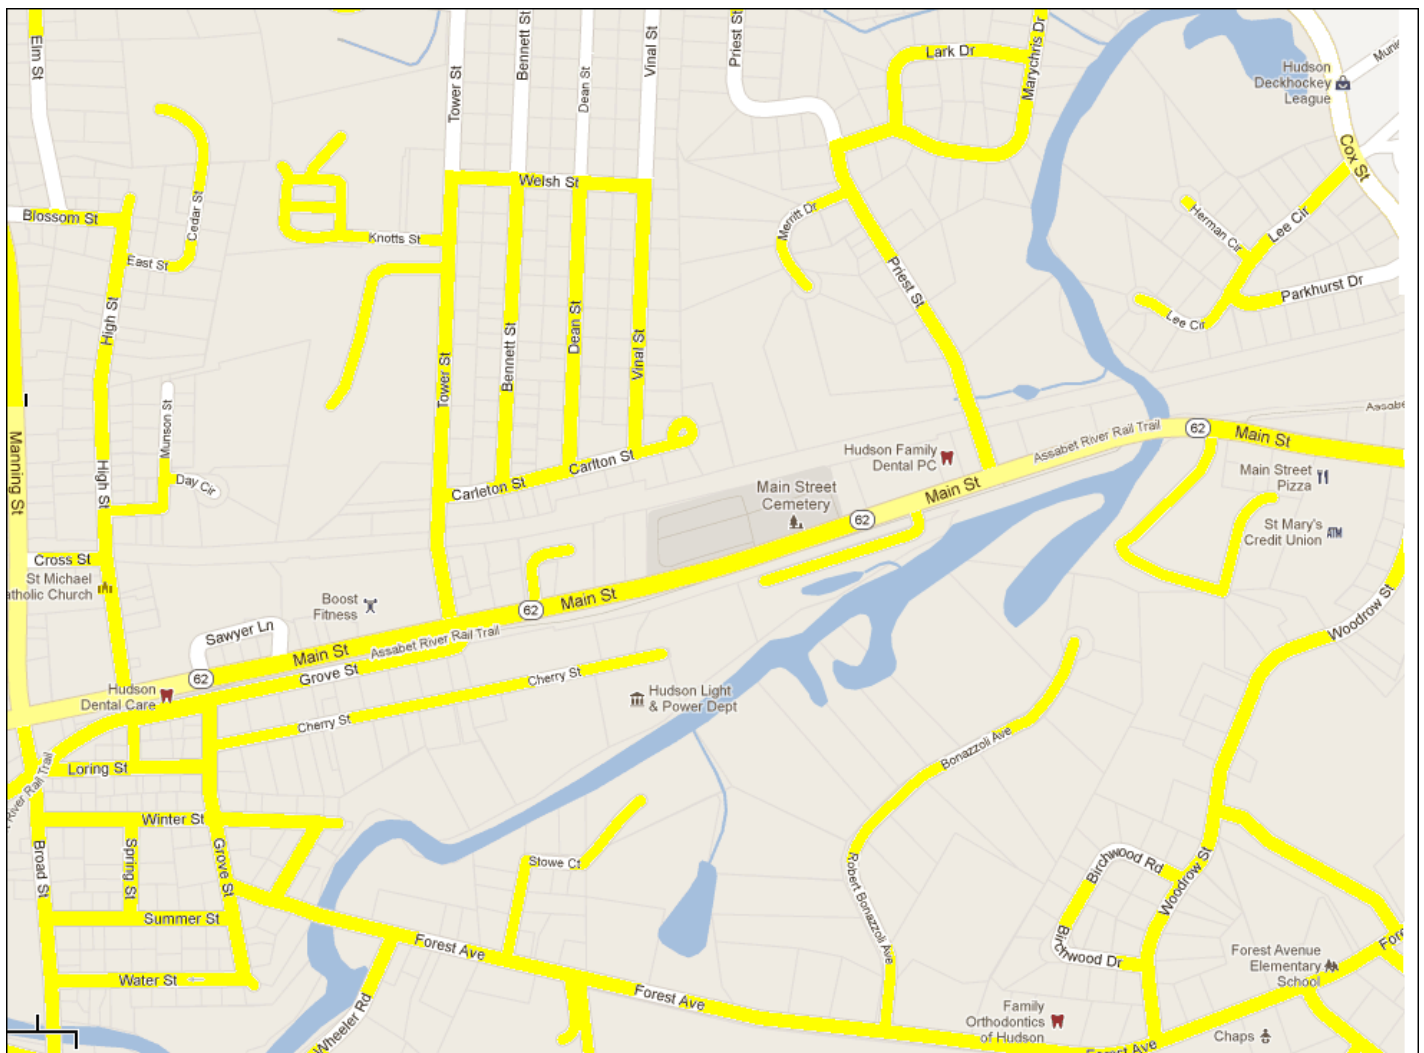 Elm St
Tower St
Bennett St
Dean St
Vinal St
Priest St
Lark Dr
Marychris Dr
Hudson
Deckhockey
League
Cox St
Blossom St
Cedar St
East St
Knotts St
Welsh St
Merritt Dr
Herman Cir
Lee Cir
Parkhurst Dr
Lee Cir
Priest St
High St
Tower St
Bennett St
Dean St
Vinal St
Manning St
High St
Munson St
Day Cir
Carleton St
Carlton St
Hudson Family
Dental PC
Main Street
Cemetery
62
Main St
Assabet River Rail Trail
62
Main St
Main Street
Pizza
St Mary's
Credit Union
ATM
Cross St
St Michael
atholic Church
Boost
Fitness
62
Main St
Sawyer Ln
62
Main St
Assabet River Rail Trail
Woodrow St
Hudson
Dental Care
Grove St
Cherry St
Cherry St
Hudson Light
& Power Dept
Loring St
River Rail Trail
Bonazzoli Ave
Winter St
Broad St
Spring St
Grove St
Stowe Ct
Robert Bonazzoli Ave
Birchwood Rd
Woodrow St
Summer St
Forest Ave
Birchwood Dr
Water St ←
Wheeler Rd
Forest Ave
Forest Avenue
Elementary
School
Family
Orthodontics
of Hudson
Chaps
Forest Ave